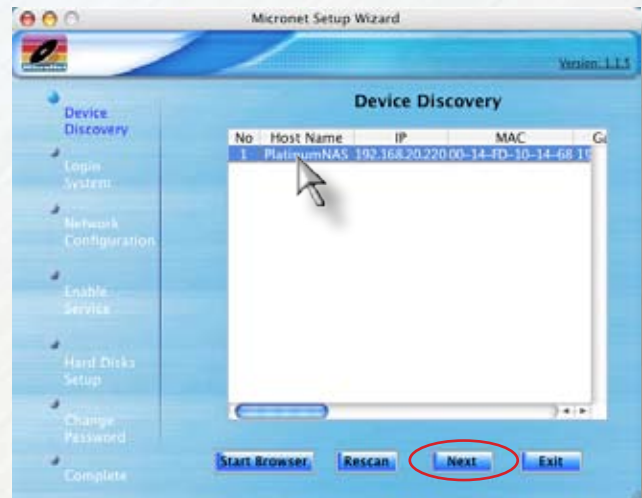 Micronet Setup Wizard
Version: 1.1.5
Device Discovery
Device
Discovery
Login
System
Network
Configuration
Enable
Service
Hard Disks
Setup
Change
Password
Complete
No Host Name IP MAC
1 PlatinumNAS 192.168.20.220 00-14-FD-10-14-68
Start Browser Rescan Next Exit